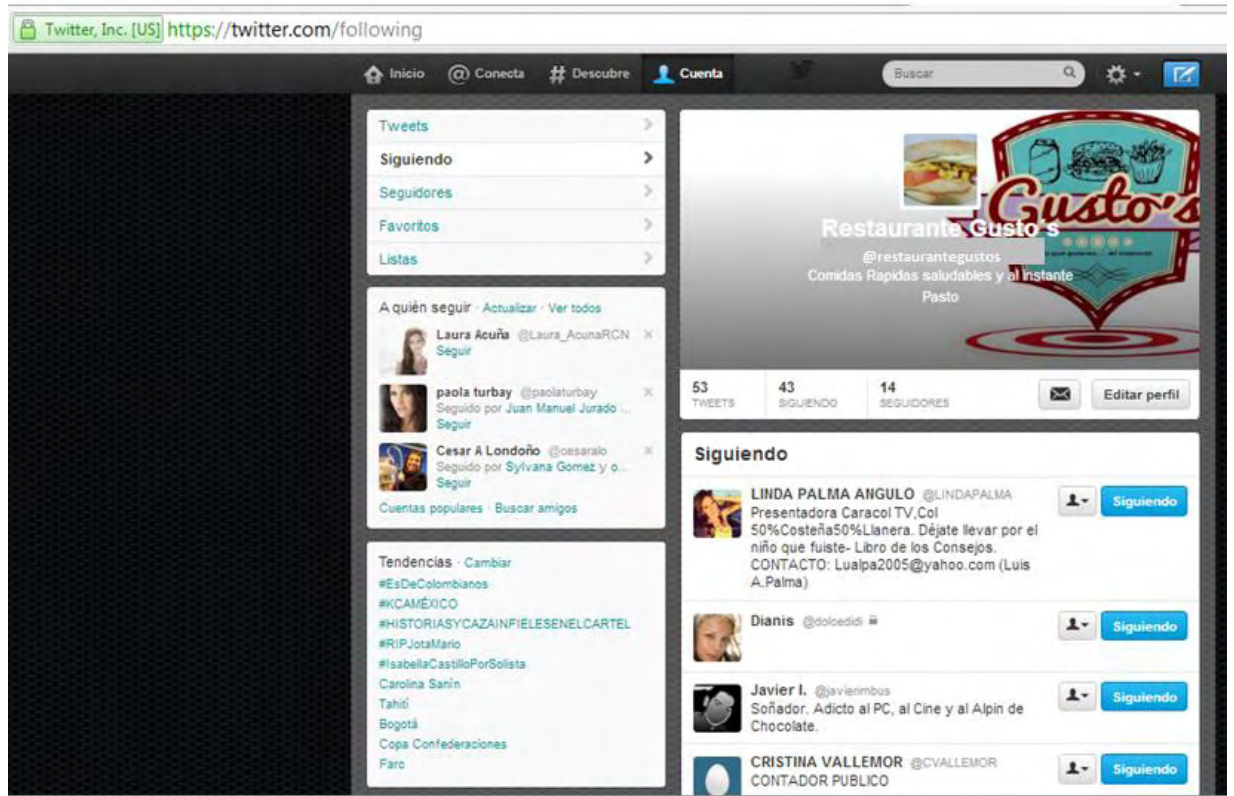 Twitter, Inc. [US] https://twitter.com/following
Inicio @ Conecta # Descubre Cuenta Buscar
Tweets
Siguiendo
Seguidores
Favoritos
Listas
A quién seguir · Actualizar · Ver todos
Laura Acuña @Laura_AcunaRCN
Seguir
paola turbay @paolaturbay
Seguido por Juan Manuel Jurado ...
Seguir
Cesar A Londoño @cesaralo
Seguido por Sylvana Gomez y o...
Seguir
Cuentas populares · Buscar amigos
Tendencias · Cambiar
#EsDeColombianos
#KCAMÉXICO
#HISTORIASYCAZAINFIELESENELCARTEL
#RIPJotaMario
#IsabellaCastilloPorSolista
Carolina Sanín
Tahití
Bogotá
Copa Confederaciones
Faro
Gusto's
Restaurante Gusto´s
@restaurantegustos
Comidas Rapidas saludables y al instante
Pasto
53 TWEETS
43 SIGUIENDO
14 SEGUIDORES
Editar perfil
Siguiendo
LINDA PALMA ANGULO @LINDAPALMA
Siguiendo
Presentadora Caracol TV,Col
50%Costeña50%Llanera. Déjate llevar por el
niño que fuiste- Libro de los Consejos.
CONTACTO: Lualpa2005@yahoo.com (Luis
A.Palma)
Dianis @dolcedidi
Siguiendo
Javier I. @javierimbus
Siguiendo
Soñador. Adicto al PC, al Cine y al Alpin de
Chocolate.
CRISTINA VALLEMOR @CVALLEMOR
Siguiendo
CONTADOR PUBLICO